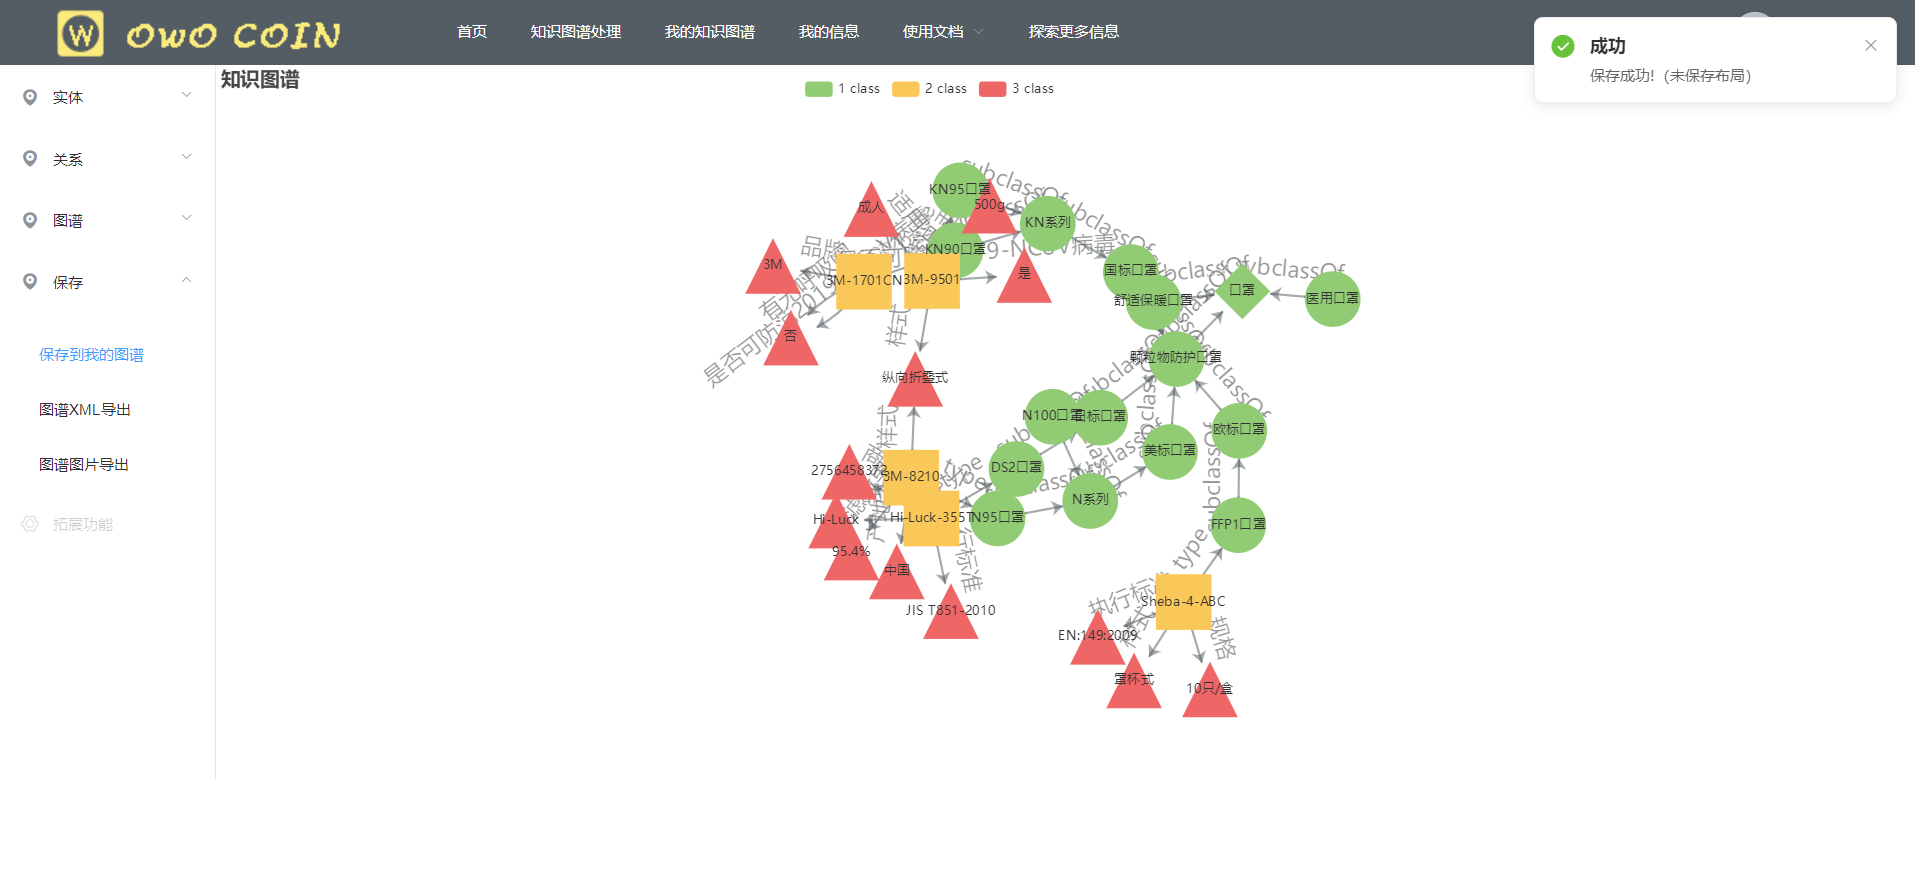 W OWO COIN
首页 知识图谱处理 我的知识图谱 我的信息 使用文档 探索更多信息
成功
保存成功!（未保存布局）
实体
关系
图谱
保存
保存到我的图谱
图谱XML导出
图谱图片导出
拓展功能
知识图谱
1 class 2 class 3 class
KN95口罩
subclassOf
成人
500g
KN系列
品牌
KN90口罩
3M
3M-1701CN
3M-9501
是
国标口罩
舒适保暖口罩
口罩
医用口罩
否
是否可防
样式
纵向折叠式
颗粒物防护口罩
N100口罩
日标口罩
美标口罩
欧标口罩
样式
2756458372
3M-8210
type
DS2口罩
N系列
Hi-Luck
Hi-Luck-355T
N95口罩
FFP1口罩
95.4%
中国
JIS T851-2010
type
Sheba-4-ABC
EN:149:2009
规格
罩杯式
10只/盒